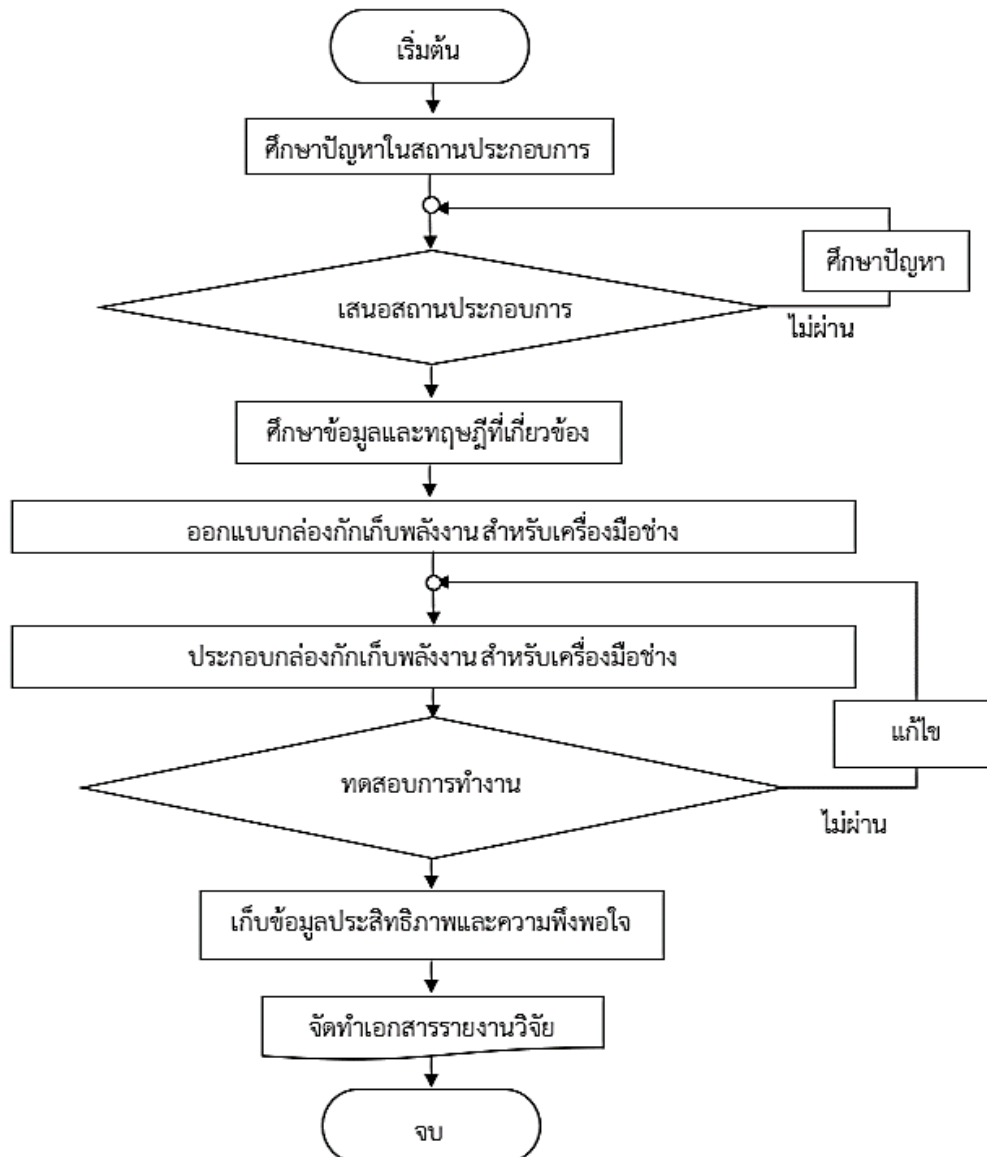 เริ่มต้น
ศึกษาปัญหาในสถานประกอบการ
ศึกษาปัญหา
เสนอสถานประกอบการ
ไม่ผ่าน
ศึกษาข้อมูลและทฤษฎีที่เกี่ยวข้อง
ออกแบบกล่องกักเก็บพลังงาน สำหรับเครื่องมือช่าง
ประกอบกล่องกักเก็บพลังงาน สำหรับเครื่องมือช่าง
แก้ไข
ทดสอบการทำงาน
ไม่ผ่าน
เก็บข้อมูลประสิทธิภาพและความพึงพอใจ
จัดทำเอกสารรายงานวิจัย
จบ